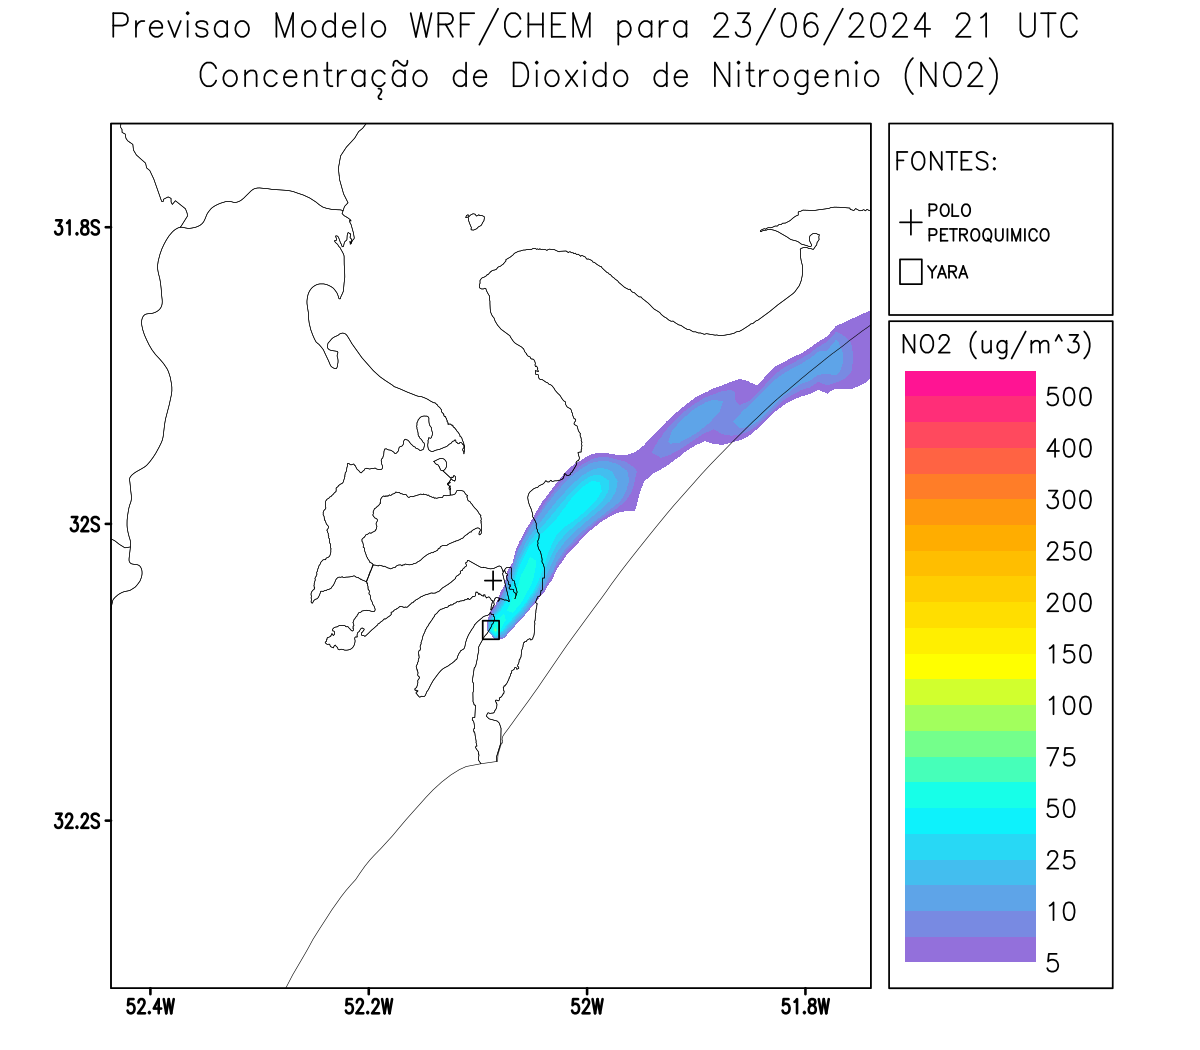 Previsao Modelo WRF/CHEM para 23/06/2024 21 UTC
Concentração de Dioxido de Nitrogenio (NO2)
FONTES:
POLO
PETROQUIMICO
YARA
NO2 (ug/m^3)
500
400
300
250
200
150
100
75
50
25
10
5
31.8S
32S
32.2S
52.4W
52.2W
52W
51.8W